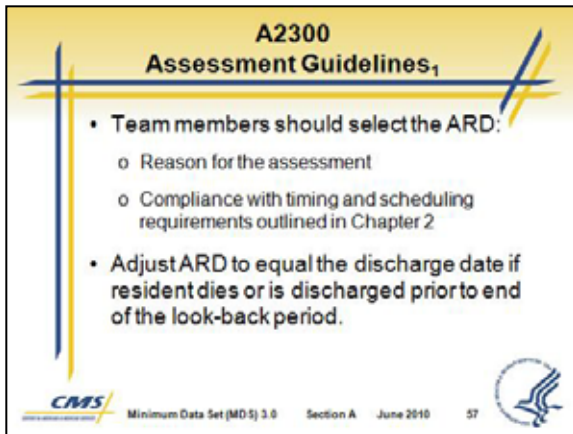 A2300
Assessment Guidelines₁
• Team members should select the ARD:
o Reason for the assessment
o Compliance with timing and scheduling
requirements outlined in Chapter 2
• Adjust ARD to equal the discharge date if
resident dies or is discharged prior to end
of the look-back period.
CMS Minimum Data Set (MDS) 3.0 Section A June 2010 57